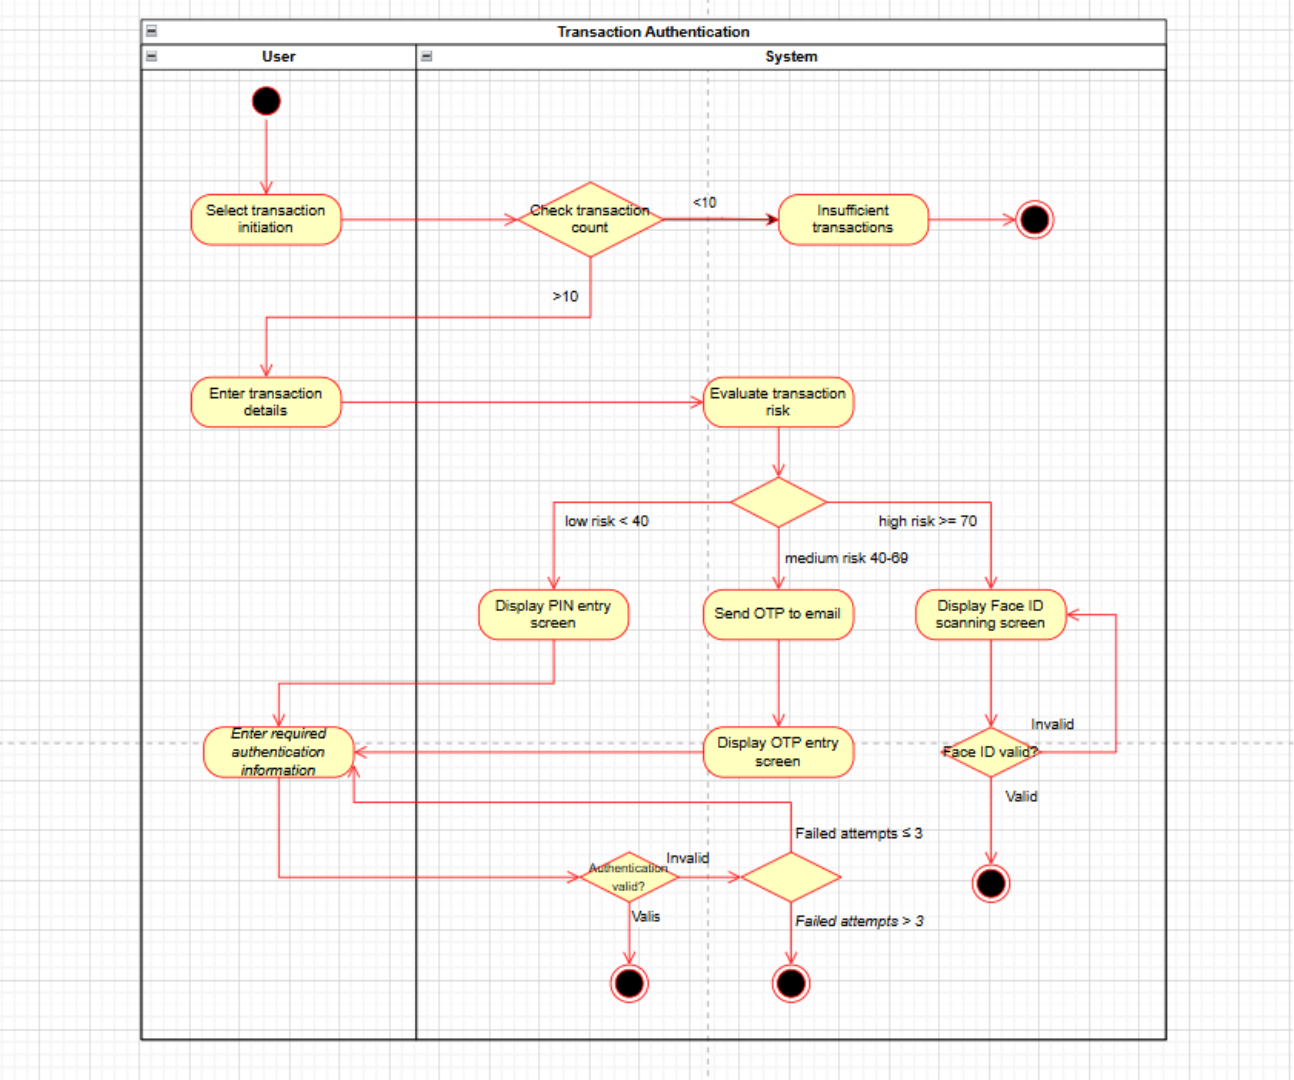 Transaction Authentication
User
System
Select transaction
initiation
Check transaction
count
<10
Insufficient
transactions
>10
Enter transaction
details
Evaluate transaction
risk
low risk < 40
high risk >= 70
medium risk 40-69
Display PIN entry
screen
Send OTP to email
Display Face ID
scanning screen
Enter required
authentication
information
Display OTP entry
screen
Invalid
Face ID valid?
Valid
Failed attempts ≤ 3
Authentication
valid?
Invalid
Valis
Failed attempts > 3